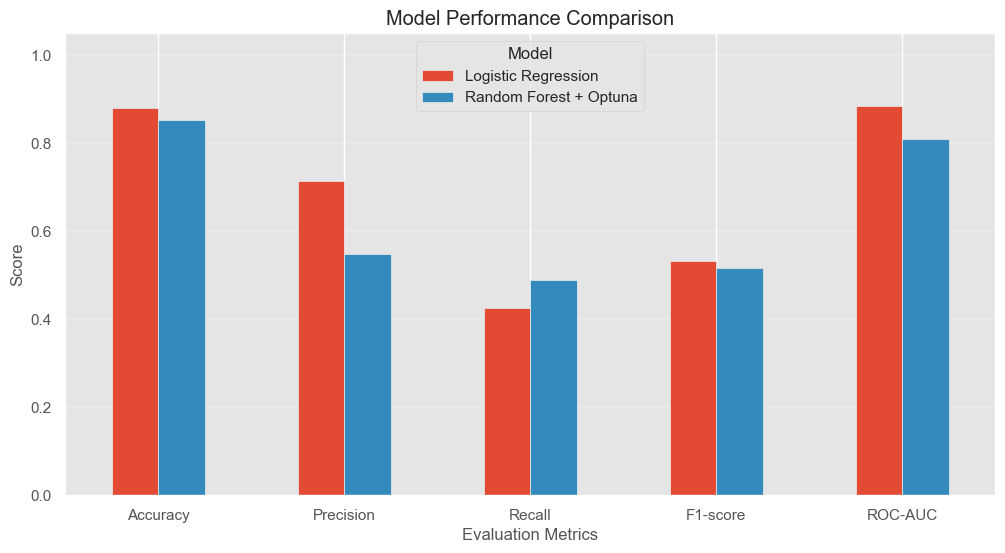 Model Performance Comparison
Model
Logistic Regression
Random Forest + Optuna
1.0
0.8
0.6
0.4
0.2
0.0
Score
Accuracy Precision Recall F1-score ROC-AUC
Evaluation Metrics